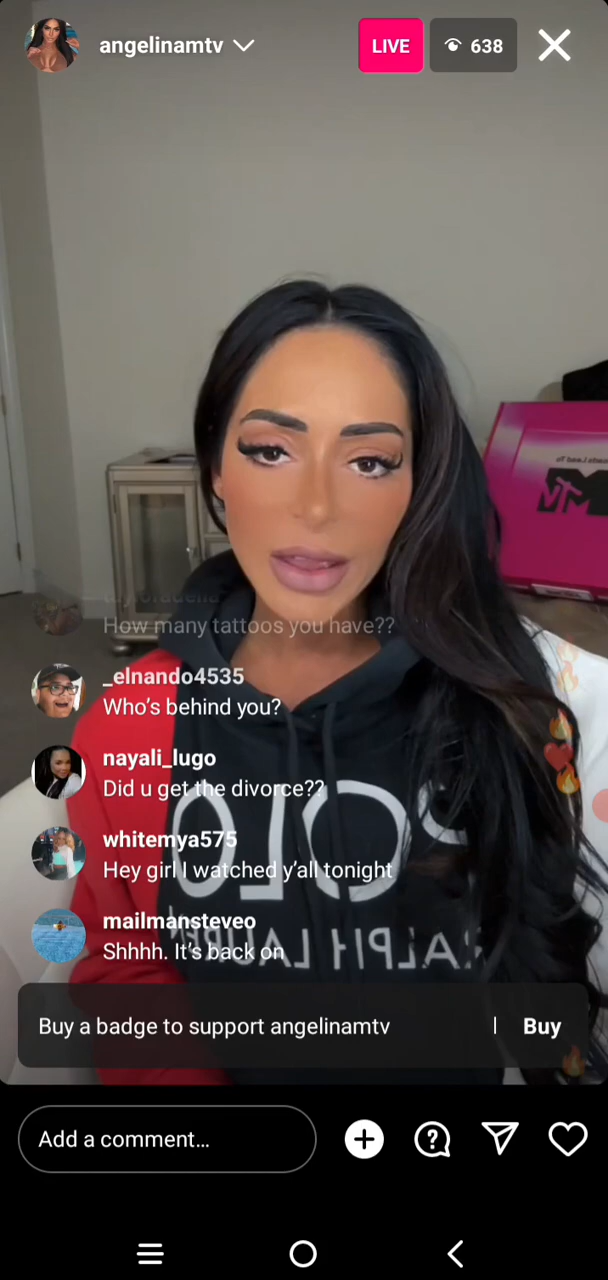 angelinamtv
LIVE
638
How many tattoos you have??
_elnando4535
Who's behind you?
nayali_lugo
Did u get the divorce??
whitemya575
Hey girl I watched y'all tonight
mailmansteveo
Shhhh. It's back on
POLO
RALPH LAUREN
MTV
Buy a badge to support angelinamtv
Buy
Add a comment...